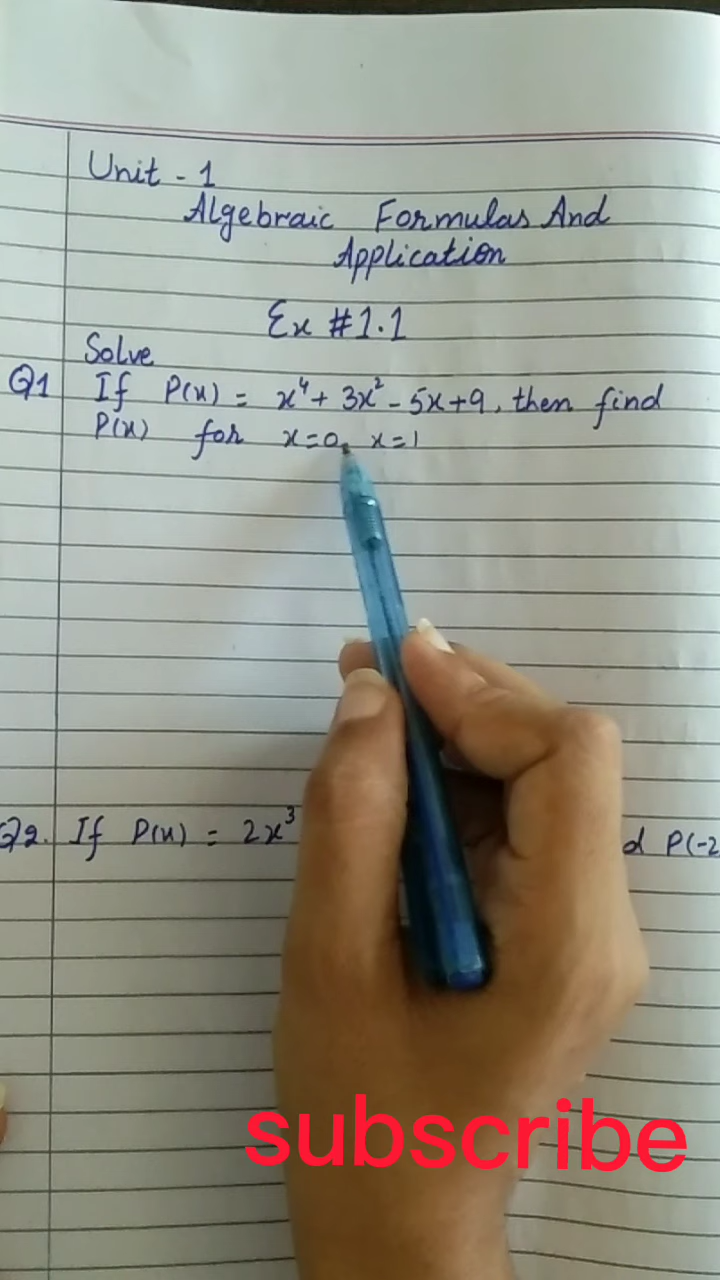 Unit - 1
Algebraic Formulas And
Application
Ex #1.1
Solve
Q1 If P(x) = x⁴ + 3x² - 5x + 9, then find
P(x) for x=0, x=1
Q2. If P(x) = 2x³ d P(-2
subscribe